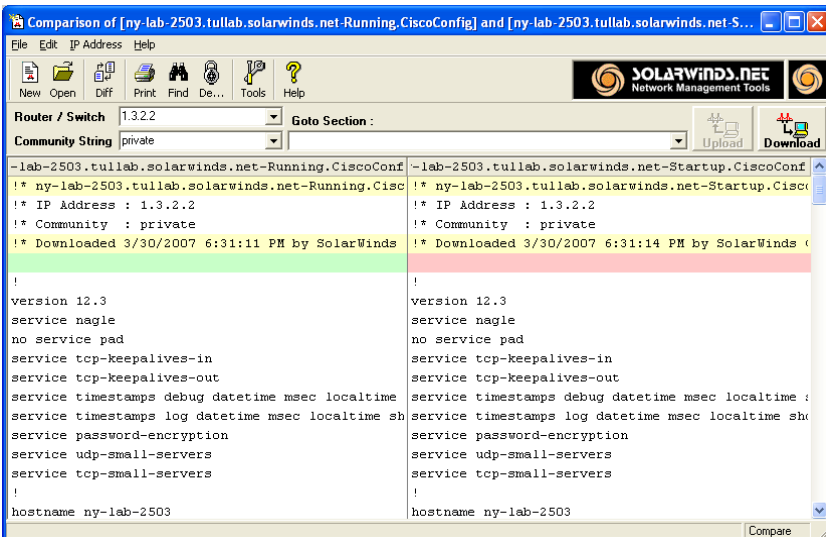 Comparison of [ny-lab-2503.tullab.solarwinds.net-Running.CiscoConfig] and [ny-lab-2503.tullab.solarwinds.net-S...
File Edit IP Address Help
New Open Diff Print Find De... Tools Help
SOLARWINDS.NET
Network Management Tools
Router / Switch 1.3.2.2 Goto Section :
Community String private
Upload Download
-lab-2503.tullab.solarwinds.net-Running.CiscoConf
!* ny-lab-2503.tullab.solarwinds.net-Running.Cisc
!* IP Address : 1.3.2.2
!* Community : private
!* Downloaded 3/30/2007 6:31:11 PM by SolarWinds
!
version 12.3
service nagle
no service pad
service tcp-keepalives-in
service tcp-keepalives-out
service timestamps debug datetime msec localtime
service timestamps log datetime msec localtime sh
service password-encryption
service udp-small-servers
service tcp-small-servers
!
hostname ny-lab-2503
-lab-2503.tullab.solarwinds.net-Startup.CiscoConf
!* ny-lab-2503.tullab.solarwinds.net-Startup.Cisc
!* IP Address : 1.3.2.2
!* Community : private
!* Downloaded 3/30/2007 6:31:14 PM by SolarWinds
!
version 12.3
service nagle
no service pad
service tcp-keepalives-in
service tcp-keepalives-out
service timestamps debug datetime msec localtime
service timestamps log datetime msec localtime sh
service password-encryption
service udp-small-servers
service tcp-small-servers
!
hostname ny-lab-2503
Compare